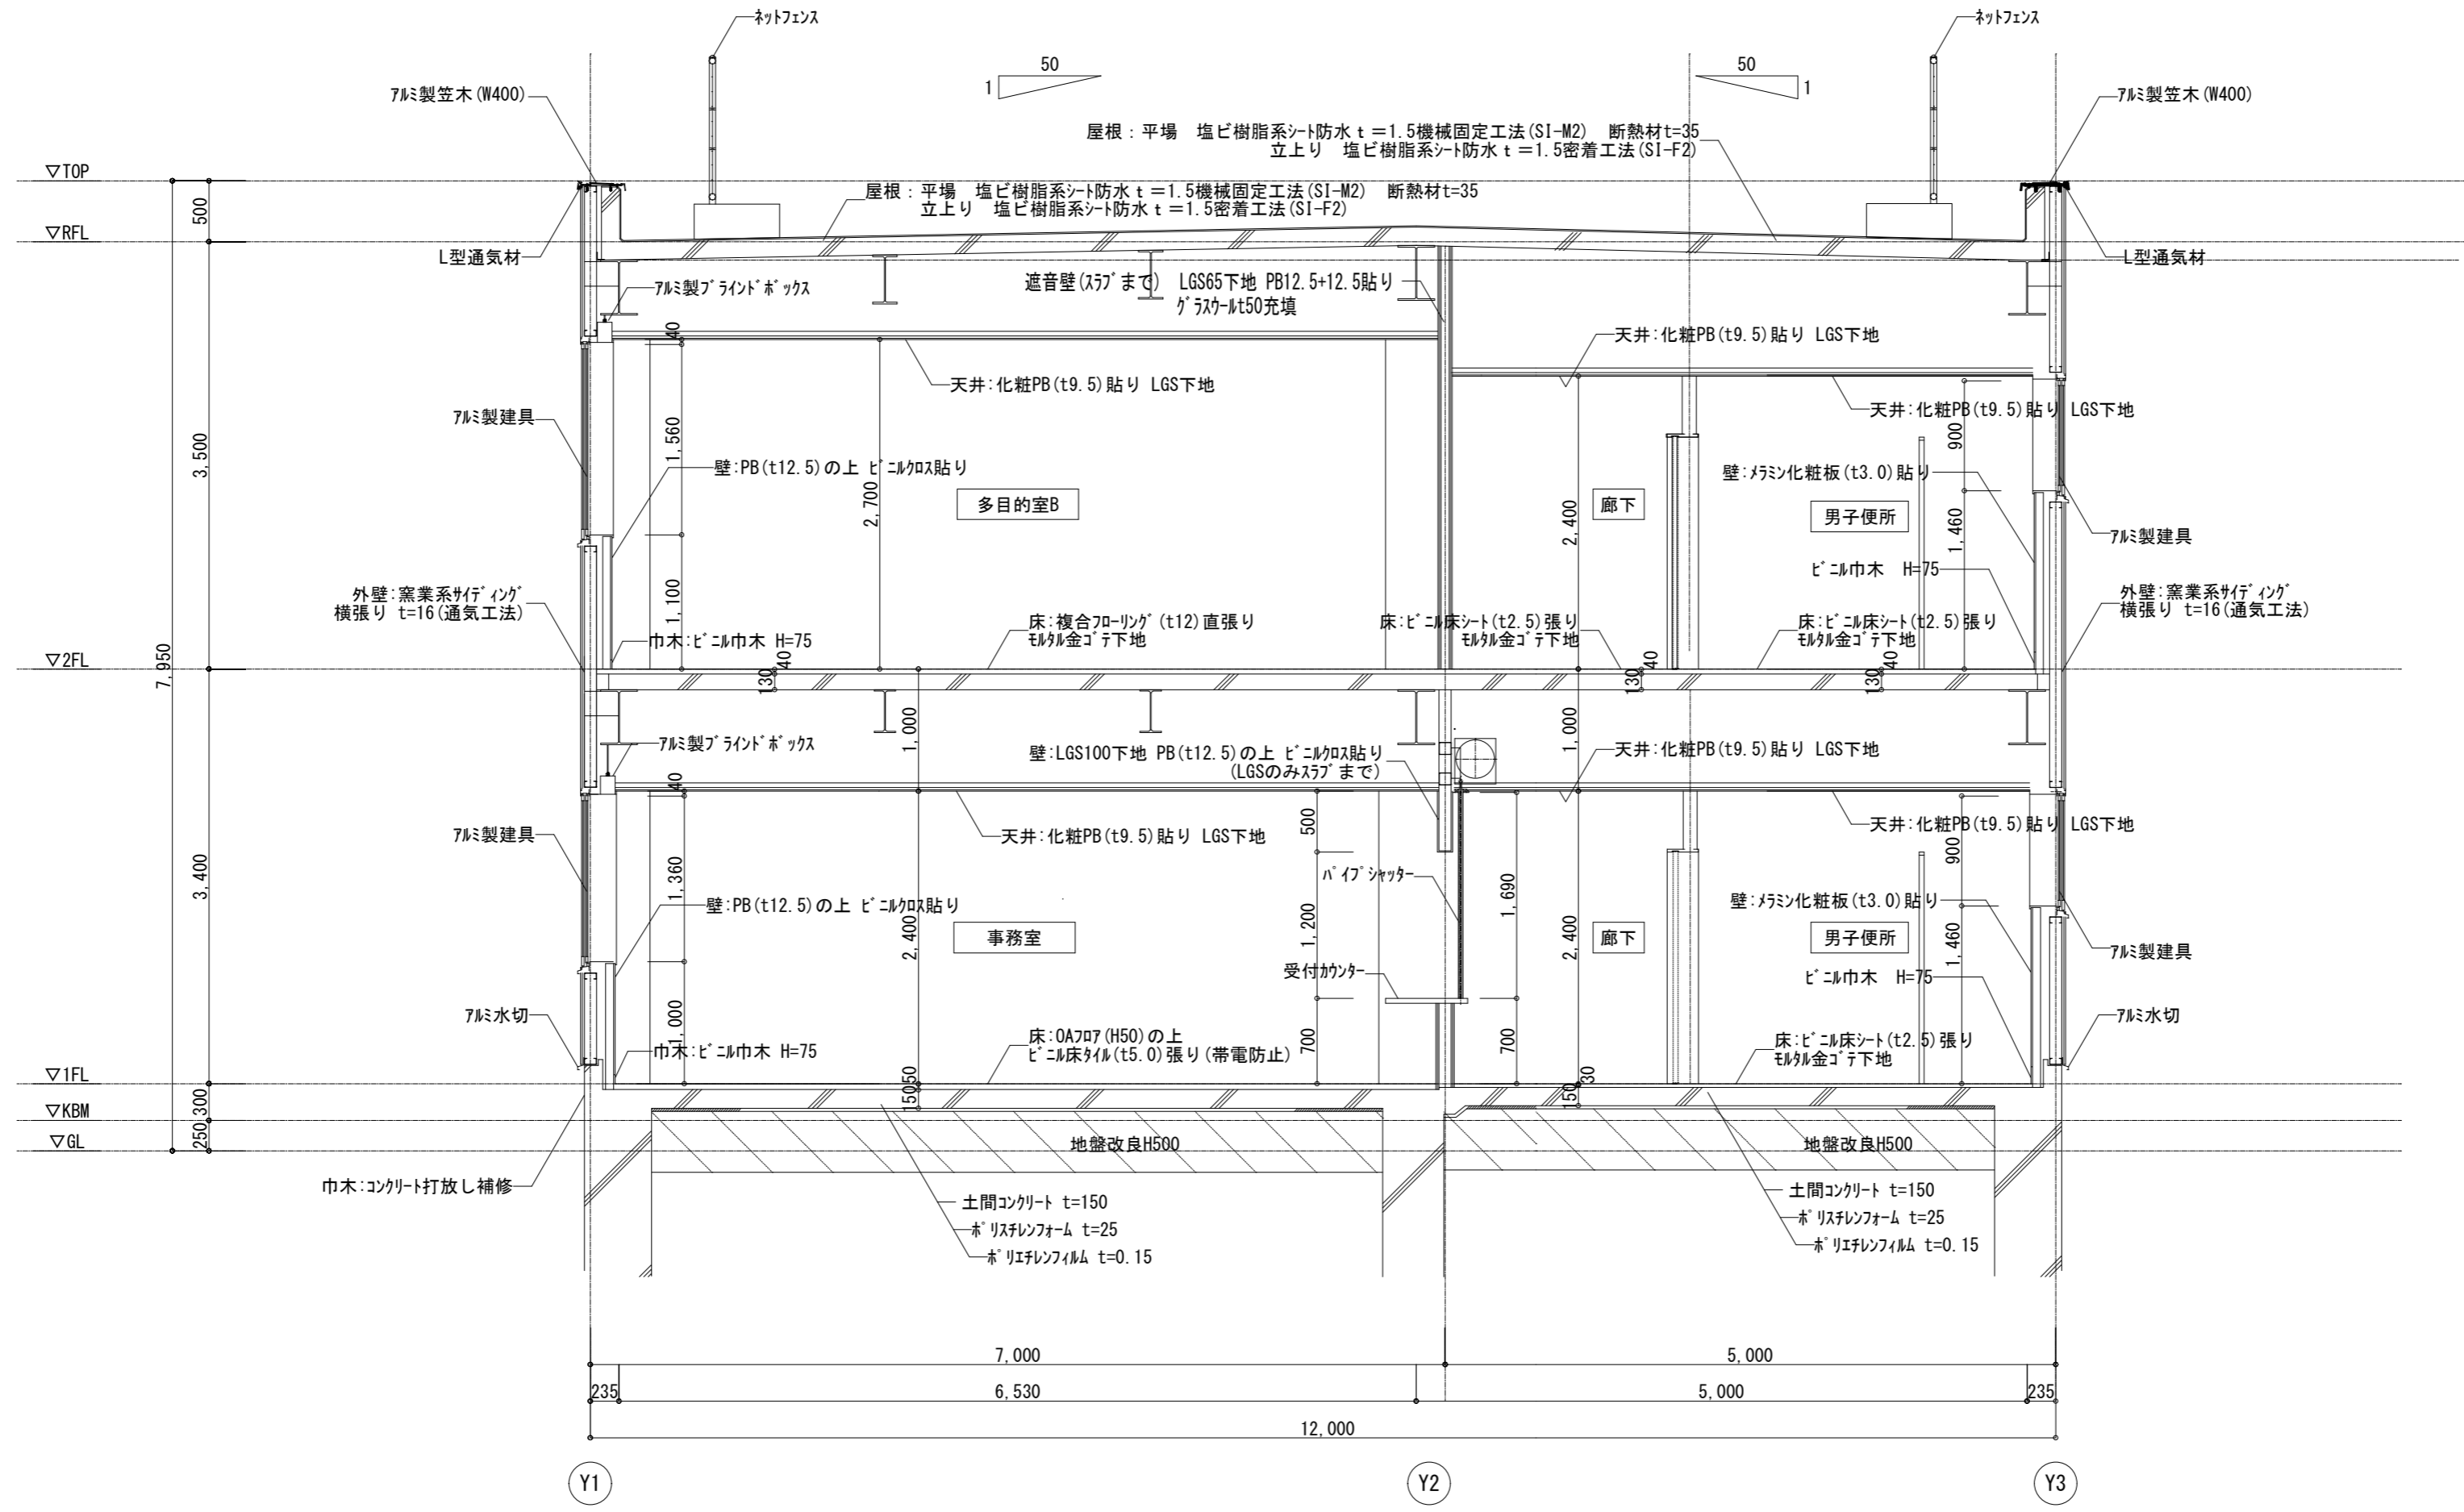 ネットフェンス
ネットフェンス
50
1
50
1
アルミ製笠木(W400)
アルミ製笠木(W400)
屋根：平場　塩ビ樹脂系シート防水ｔ＝1.5機械固定工法(SI-M2)　断熱材t=35
立上り　塩ビ樹脂系シート防水ｔ＝1.5密着工法(SI-F2)
▽TOP
屋根：平場　塩ビ樹脂系シート防水ｔ＝1.5機械固定工法(SI-M2)　断熱材t=35
立上り　塩ビ樹脂系シート防水ｔ＝1.5密着工法(SI-F2)
500
▽RFL
L型通気材
L型通気材
アルミ製ブラインドボックス
遮音壁(スラブまで)　LGS65下地 PB12.5+12.5貼り
グラスウールt50充填
40
天井:化粧PB(t9.5)貼り LGS下地
天井:化粧PB(t9.5)貼り LGS下地
天井:化粧PB(t9.5)貼り LGS下地
アルミ製建具
3,500
1,560
900
壁:PB(t12.5)の上 ビニルクロス貼り
壁:メラミン化粧板(t3.0)貼り
2,700
多目的室B
2,400
廊下
男子便所
1,460
アルミ製建具
ビニル巾木　H=75
外壁:窯業系サイディング
横張り t=16(通気工法)
1,100
外壁:窯業系サイディング
横張り t=16(通気工法)
床:複合フローリング(t12)直張り
モルタル金ゴテ下地
床:ビニル床シート(t2.5)張り
モルタル金ゴテ下地
床:ビニル床シート(t2.5)張り
モルタル金ゴテ下地
巾木:ビニル巾木 H=75
▽2FL
7,950
40
130
40
130
40
130
1,000
1,000
アルミ製ブラインドボックス
壁:LGS100下地 PB(t12.5)の上 ビニルクロス貼り
(LGSのみスラブまで)
天井:化粧PB(t9.5)貼り LGS下地
40
アルミ製建具
天井:化粧PB(t9.5)貼り LGS下地
500
天井:化粧PB(t9.5)貼り LGS下地
3,400
1,360
パイプシャッター
900
壁:PB(t12.5)の上 ビニルクロス貼り
1,690
壁:メラミン化粧板(t3.0)貼り
2,400
事務室
1,200
2,400
廊下
男子便所
1,460
アルミ製建具
受付カウンター
ビニル巾木　H=75
アルミ水切
アルミ水切
1,000
床:OAフロア(H50)の上
ビニル床タイル(t5.0)張り(帯電防止)
700
700
床:ビニル床シート(t2.5)張り
モルタル金ゴテ下地
巾木:ビニル巾木 H=75
▽1FL
50
150
30
150
300
▽KBM
250
▽GL
地盤改良H500
地盤改良H500
巾木:コンクリート打放し補修
土間コンクリート t=150
ポリスチレンフォーム t=25
ポリエチレンフィルム t=0.15
土間コンクリート t=150
ポリスチレンフォーム t=25
ポリエチレンフィルム t=0.15
7,000
5,000
235
6,530
5,000
235
12,000
Y1
Y2
Y3